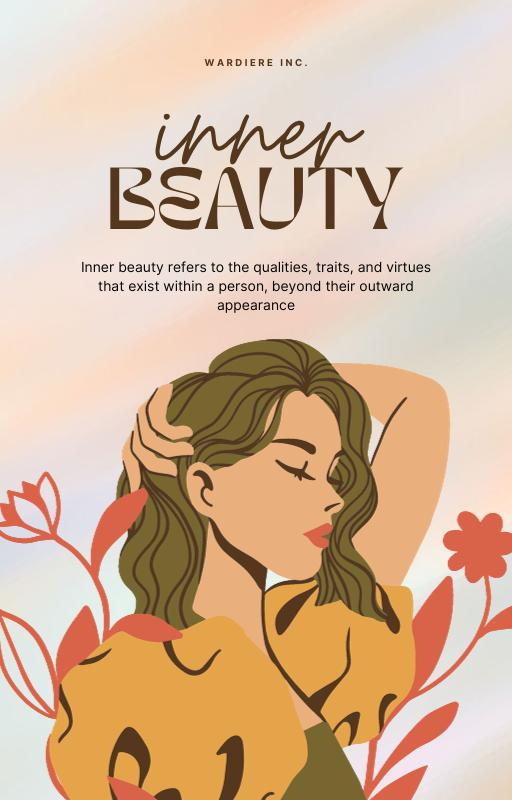 WARDIERE INC.
inner
BEAUTY
Inner beauty refers to the qualities, traits, and virtues
that exist within a person, beyond their outward
appearance